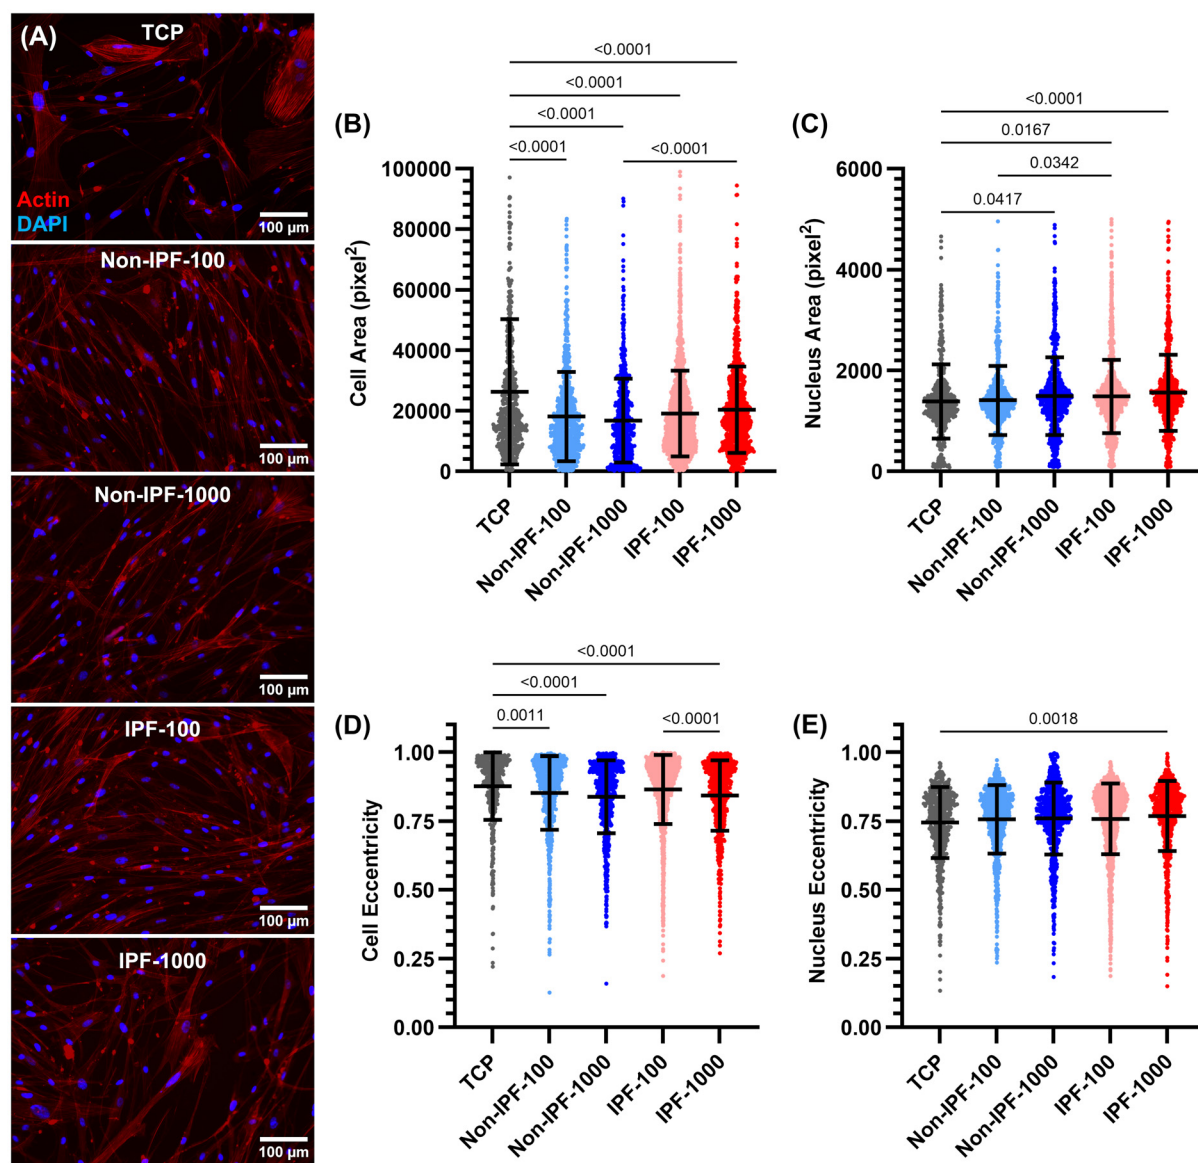 (A)
TCP
Actin
DAPI
100 µm
Non-IPF-100
100 µm
Non-IPF-1000
100 µm
IPF-100
100 µm
IPF-1000
100 µm
(B)
<0.0001
<0.0001
<0.0001
<0.0001
<0.0001
Cell Area (pixel²)
100000
80000
60000
40000
20000
0
TCP
Non-IPF-100
Non-IPF-1000
IPF-100
IPF-1000
(C)
<0.0001
0.0167
0.0342
0.0417
Nucleus Area (pixel²)
6000
4000
2000
0
TCP
Non-IPF-100
Non-IPF-1000
IPF-100
IPF-1000
(D)
<0.0001
<0.0001
0.0011
<0.0001
Cell Eccentricity
1.00
0.75
0.50
0.25
0.00
TCP
Non-IPF-100
Non-IPF-1000
IPF-100
IPF-1000
(E)
0.0018
Nucleus Eccentricity
1.00
0.75
0.50
0.25
0.00
TCP
Non-IPF-100
Non-IPF-1000
IPF-100
IPF-1000